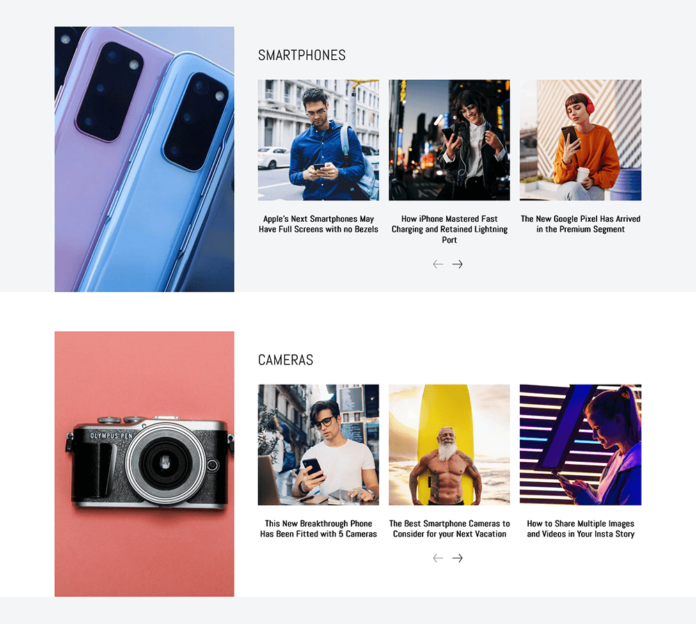 SMARTPHONES
Apple's Next Smartphones May
Have Full Screens with no Bezels
How iPhone Mastered Fast
Charging and Retained Lightning
Port
The New Google Pixel Has Arrived
in the Premium Segment
CAMERAS
OLYMPUS PEN
This New Breakthrough Phone
Has Been Fitted with 5 Cameras
The Best Smartphone Cameras to
Consider for your Next Vacation
How to Share Multiple Images
and Videos in Your Insta Story